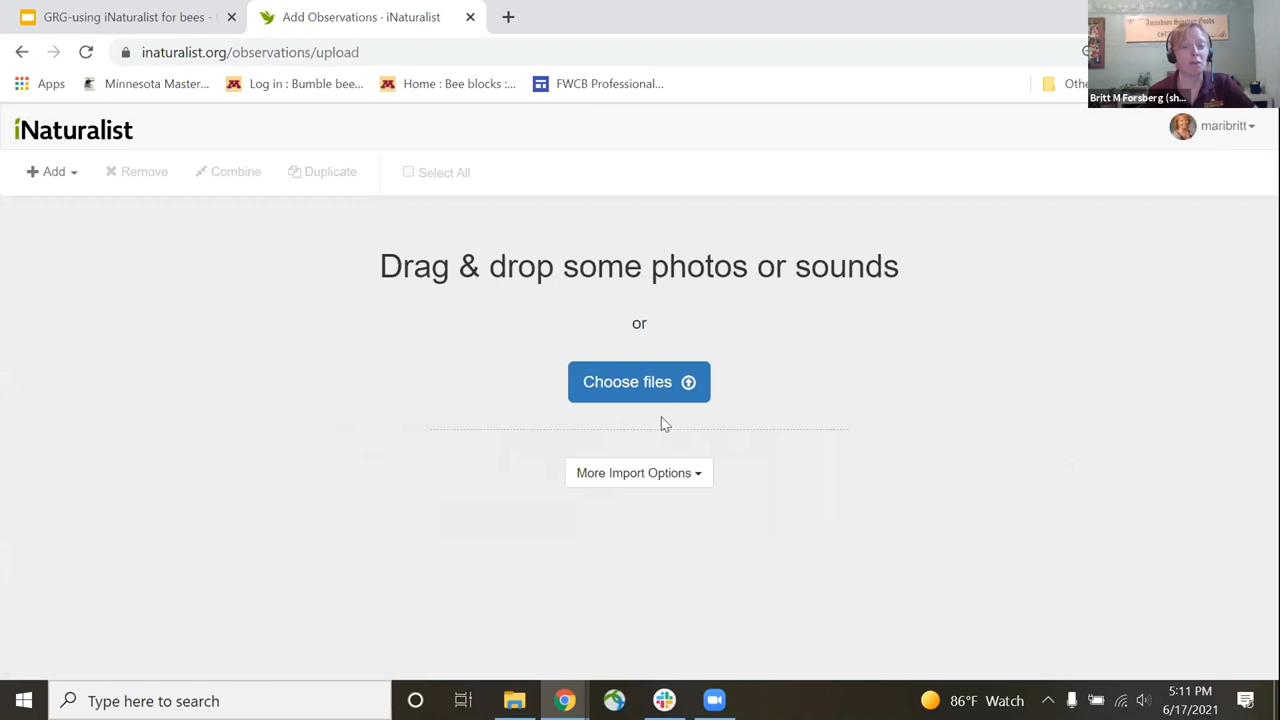 GRG-using iNaturalist for bees -
Add Observations · iNaturalist
inaturalist.org/observations/upload
Apps
Minnesota Master...
Log in : Bumble bee...
Home : Bee blocks :...
FWCB Professional...
Othe
Britt M Forsberg (sh...
iNaturalist
maribritt
Add
Remove
Combine
Duplicate
Select All
Drag & drop some photos or sounds
or
Choose files
More Import Options
Type here to search
86°F Watch
5:11 PM
6/17/2021